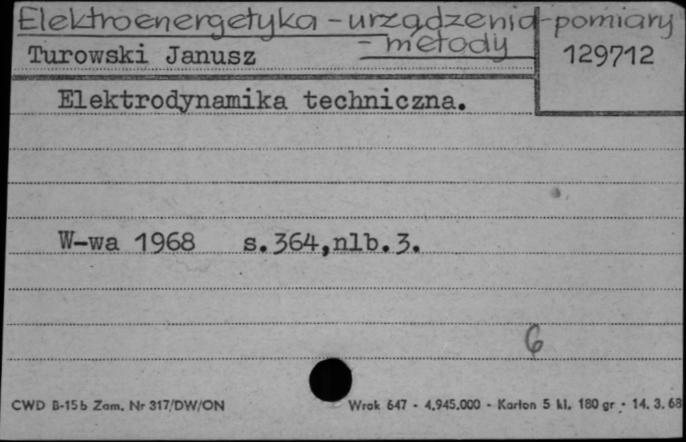 Elektroenergetyka - urządzenia - pomiary
- metody
Turowski Janusz
129712
Elektrodynamika techniczna.
W-wa 1968 s.364,nlb.3.
6
CWD B-15b Zam. Nr 317/DW/ON
Wrak 647 - 4.945.000 - Karton 5 kl. 180 gr - 14. 3. 68